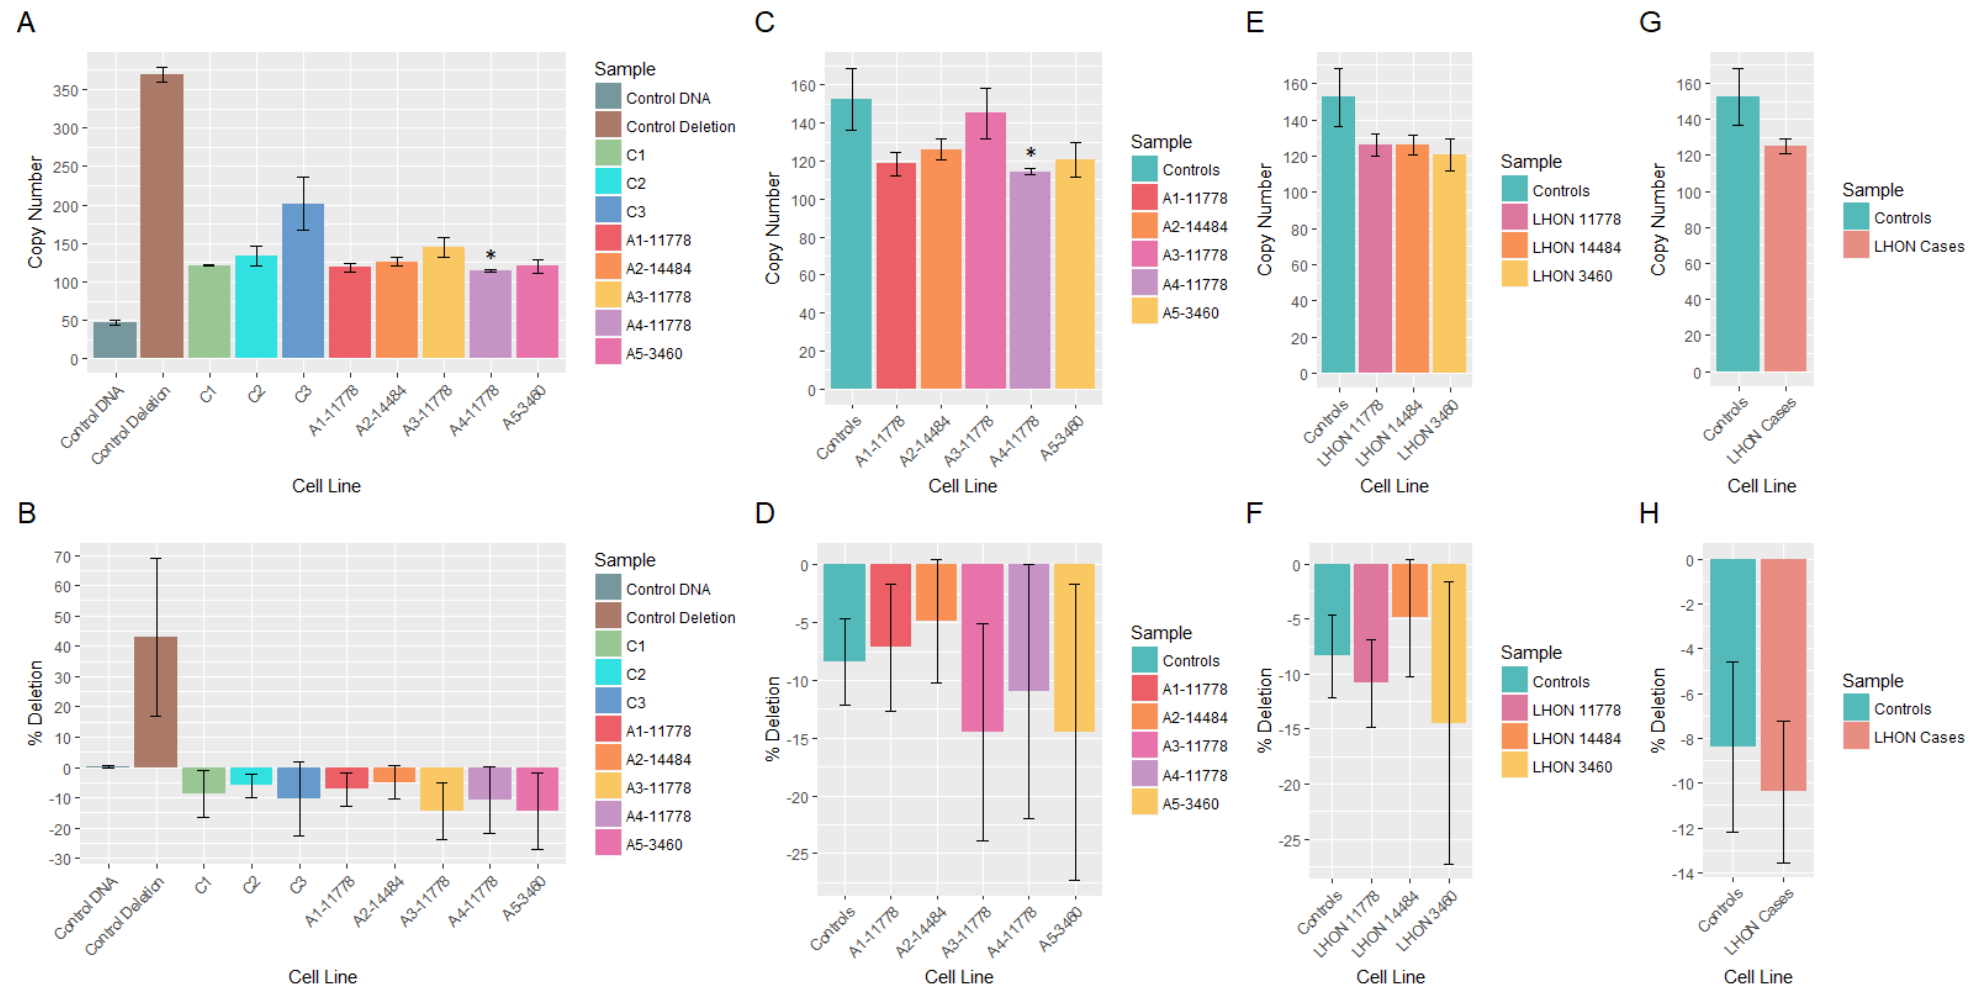 A
Copy Number
350
300
250
200
150
100
50
0
*
Control DNA
Control Deletion
C1
C2
C3
A1-11778
A2-14484
A3-11778
A4-11778
A5-3460
Cell Line
Sample
Control DNA
Control Deletion
C1
C2
C3
A1-11778
A2-14484
A3-11778
A4-11778
A5-3460
C
Copy Number
160
140
120
100
80
60
40
20
0
*
Controls
A1-11778
A2-14484
A3-11778
A4-11778
A5-3460
Cell Line
Sample
Controls
A1-11778
A2-14484
A3-11778
A4-11778
A5-3460
E
Copy Number
160
140
120
100
80
60
40
20
0
Controls
LHON 11778
LHON 14484
LHON 3460
Cell Line
Sample
Controls
LHON 11778
LHON 14484
LHON 3460
G
Copy Number
160
140
120
100
80
60
40
20
0
Controls
LHON Cases
Cell Line
Sample
Controls
LHON Cases
B
% Deletion
70
60
50
40
30
20
10
0
-10
-20
-30
Control DNA
Control Deletion
C1
C2
C3
A1-11778
A2-14484
A3-11778
A4-11778
A5-3460
Cell Line
Sample
Control DNA
Control Deletion
C1
C2
C3
A1-11778
A2-14484
A3-11778
A4-11778
A5-3460
D
% Deletion
0
-5
-10
-15
-20
-25
Controls
A1-11778
A2-14484
A3-11778
A4-11778
A5-3460
Cell Line
Sample
Controls
A1-11778
A2-14484
A3-11778
A4-11778
A5-3460
F
% Deletion
0
-5
-10
-15
-20
-25
Controls
LHON 11778
LHON 14484
LHON 3460
Cell Line
Sample
Controls
LHON 11778
LHON 14484
LHON 3460
H
% Deletion
0
-2
-4
-6
-8
-10
-12
-14
Controls
LHON Cases
Cell Line
Sample
Controls
LHON Cases